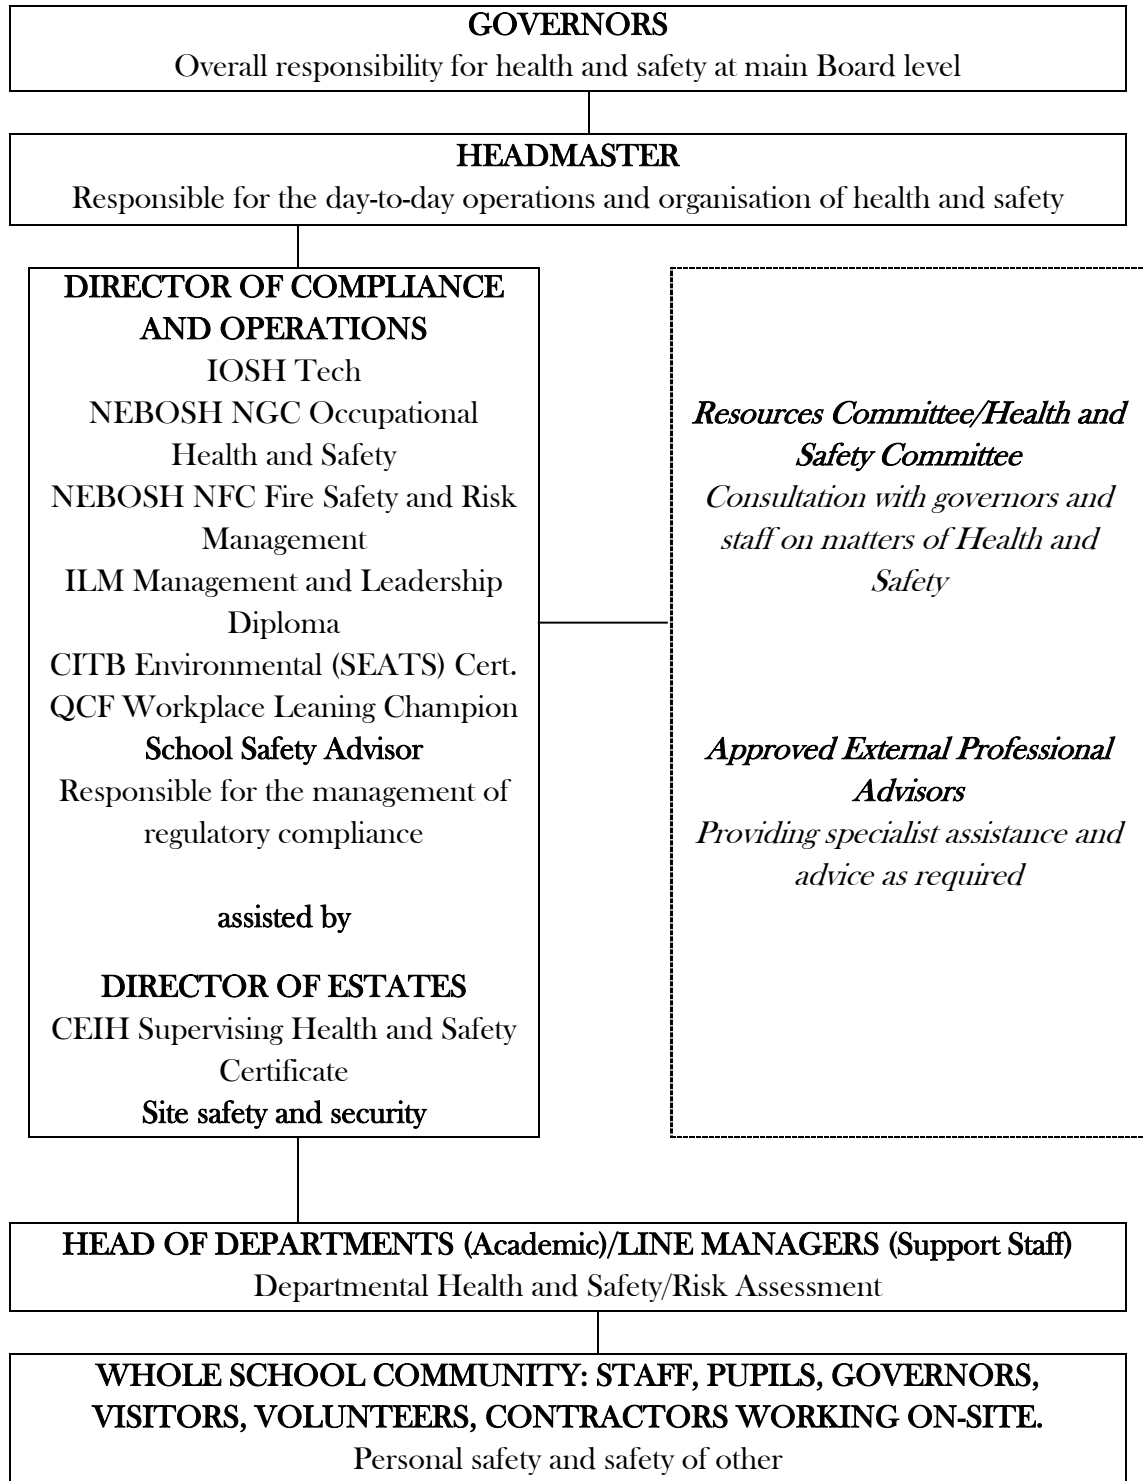 GOVERNORS
Overall responsibility for health and safety at main Board level
HEADMASTER
Responsible for the day-to-day operations and organisation of health and safety
DIRECTOR OF COMPLIANCE
AND OPERATIONS
IOSH Tech
NEBOSH NGC Occupational
Health and Safety
NEBOSH NFC Fire Safety and Risk
Management
ILM Management and Leadership
Diploma
CITB Environmental (SEATS) Cert.
QCF Workplace Leaning Champion
School Safety Advisor
Responsible for the management of
regulatory compliance
assisted by
DIRECTOR OF ESTATES
CEIH Supervising Health and Safety
Certificate
Site safety and security
Resources Committee/Health and
Safety Committee
Consultation with governors and
staff on matters of Health and
Safety
Approved External Professional
Advisors
Providing specialist assistance and
advice as required
HEAD OF DEPARTMENTS (Academic)/LINE MANAGERS (Support Staff)
Departmental Health and Safety/Risk Assessment
WHOLE SCHOOL COMMUNITY: STAFF, PUPILS, GOVERNORS,
VISITORS, VOLUNTEERS, CONTRACTORS WORKING ON-SITE.
Personal safety and safety of other